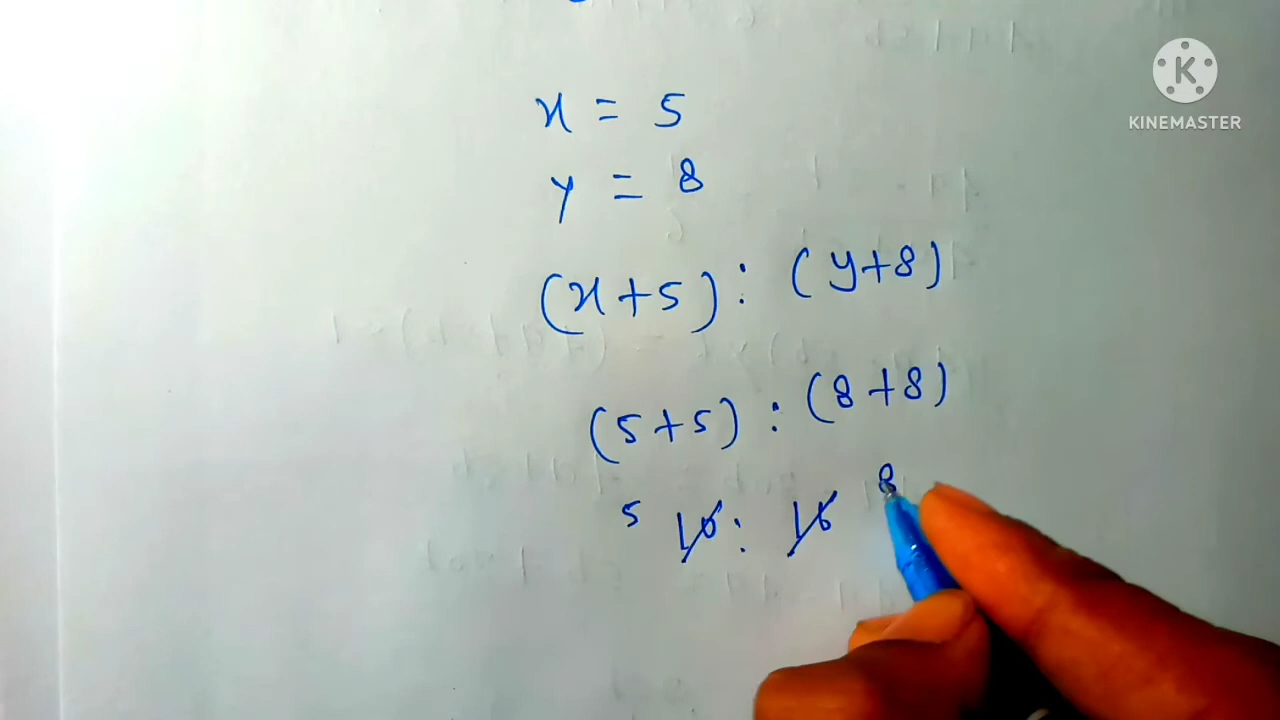 KINEMASTER
x = 5
y = 8
(x+5) : (y+8)
(5+5) : (8+8)
5 10 : 16 8